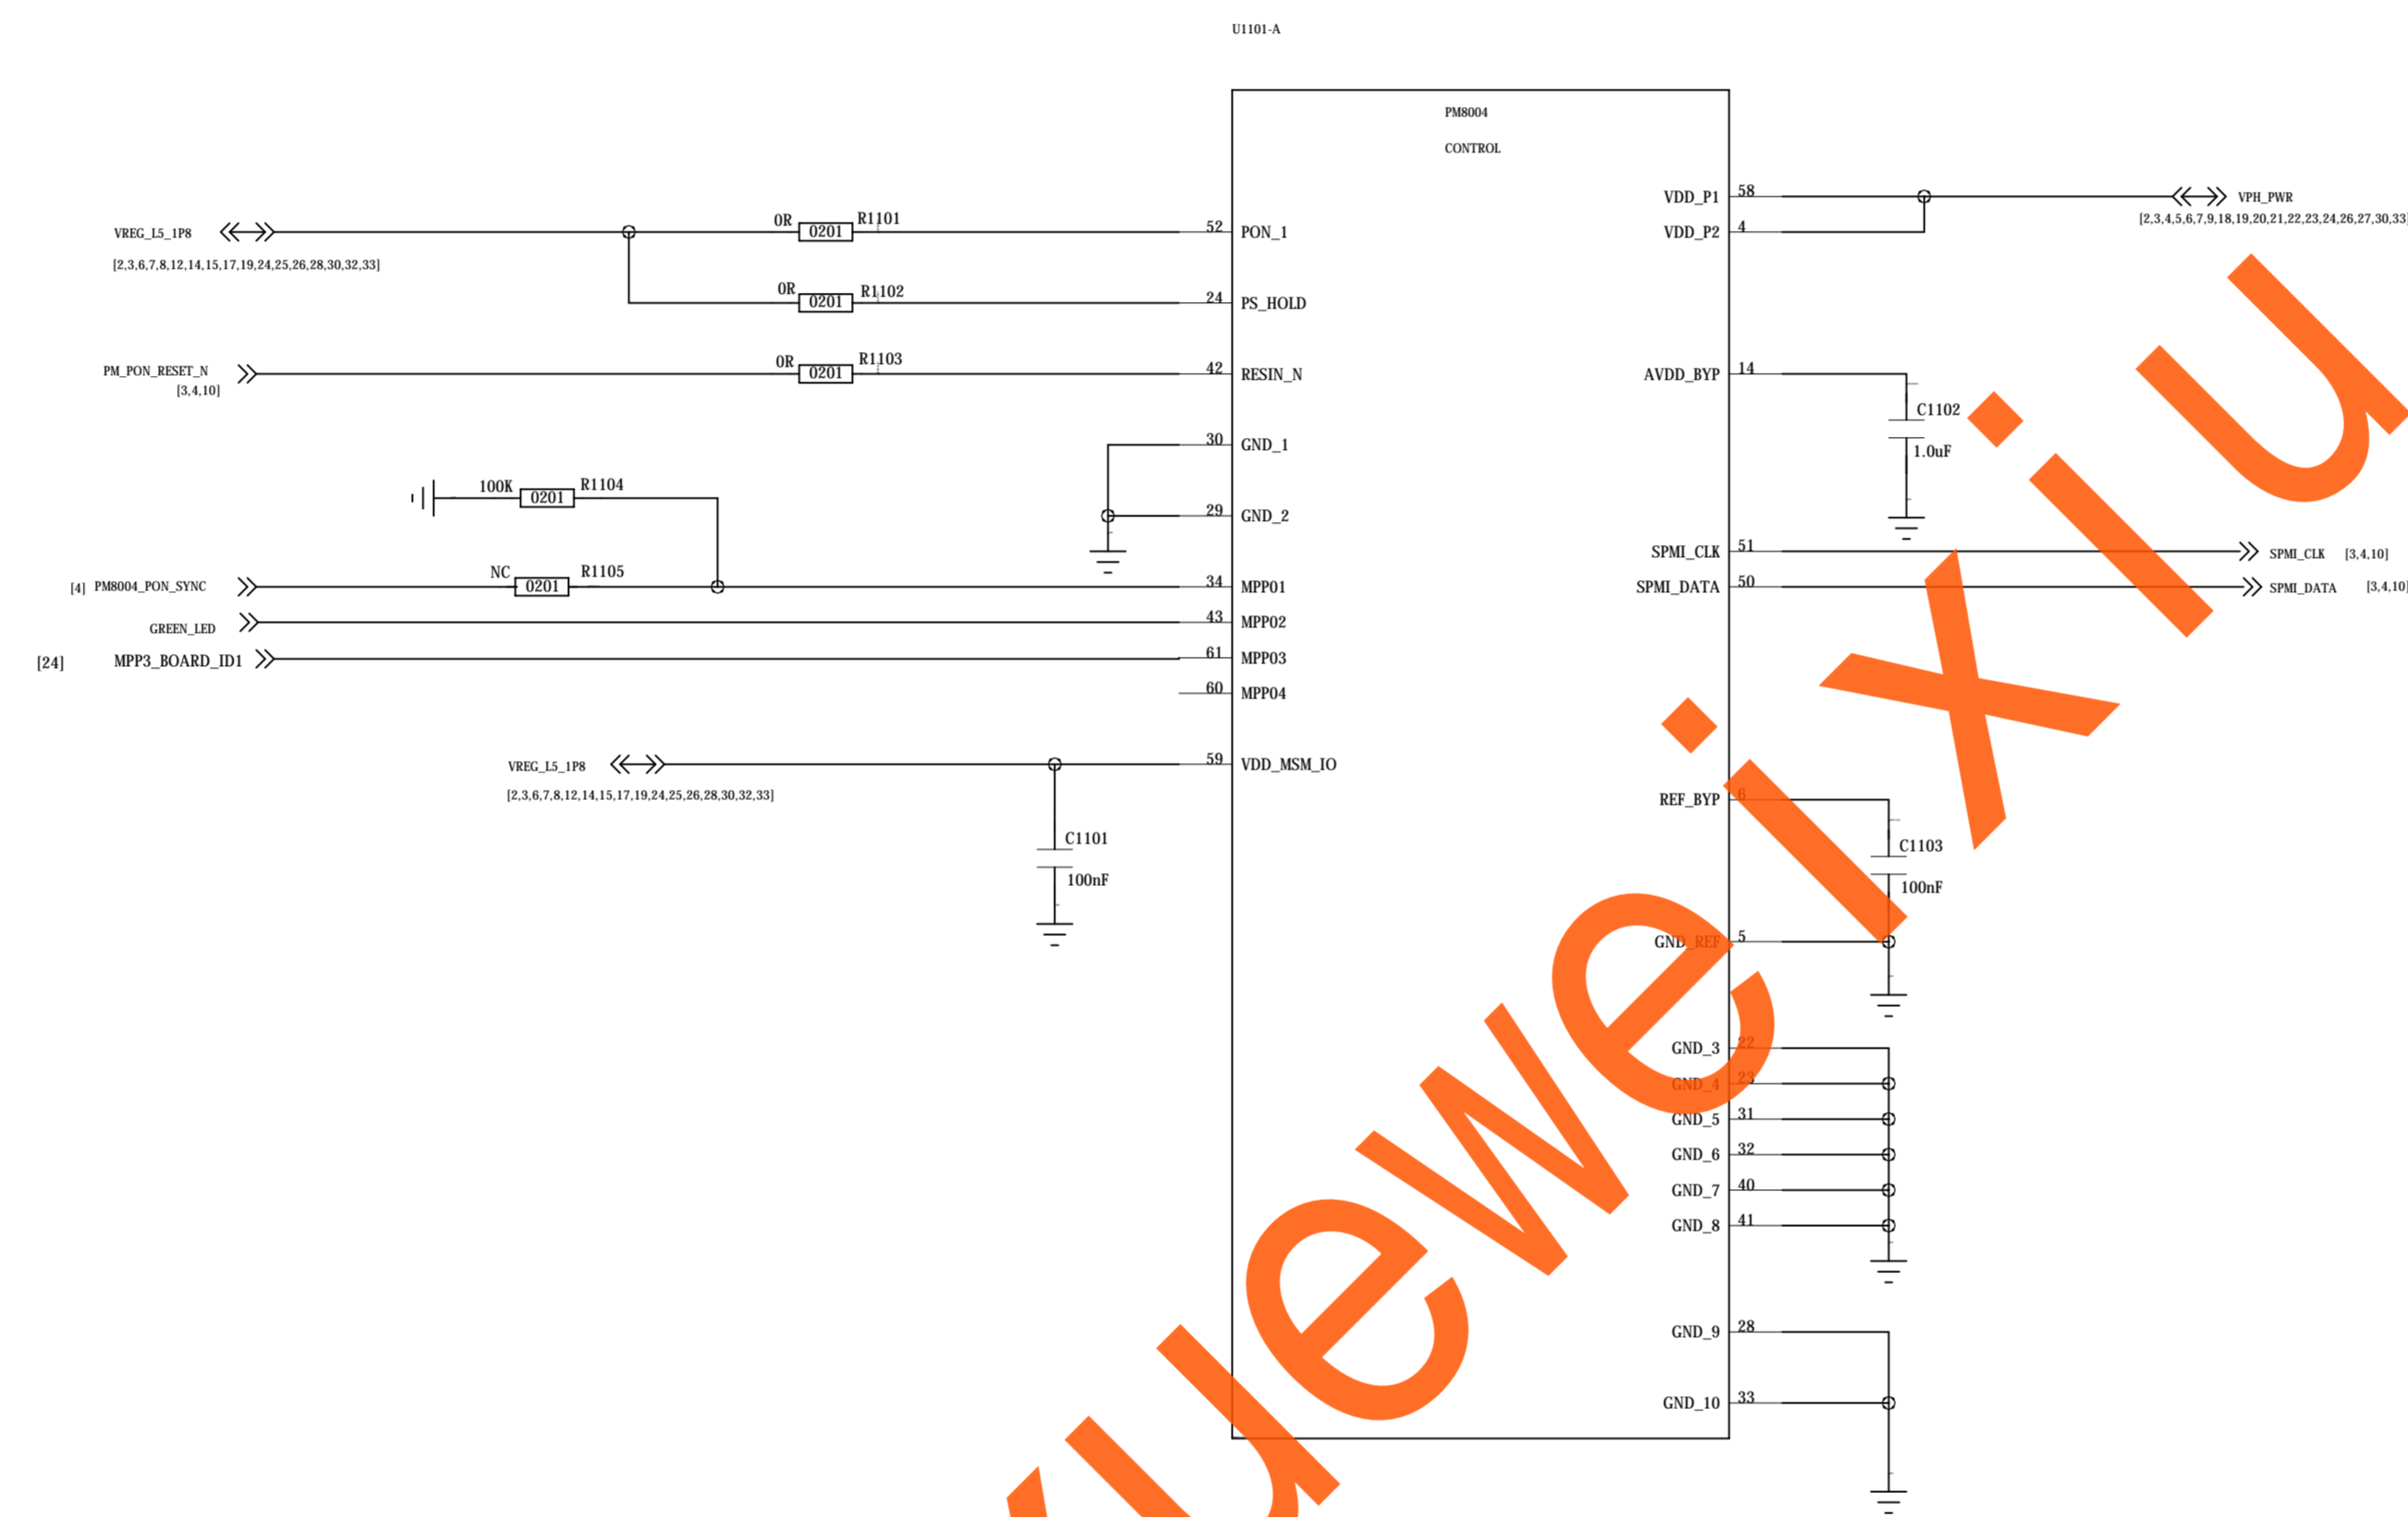 U1101-A
PM8004
CONTROL
VREG_L5_1P8
[2,3,6,7,8,12,14,15,17,19,24,25,26,28,30,32,33]
0R
0201
R1101
52
PON_1
0R
0201
R1102
24
PS_HOLD
PM_PON_RESET_N
[3,4,10]
0R
0201
R1103
42
RESIN_N
30
GND_1
29
GND_2
100K
0201
R1104
[4]
PM8004_PON_SYNC
NC
0201
R1105
34
MPP01
GREEN_LED
43
MPP02
[24]
MPP3_BOARD_ID1
61
MPP03
60
MPP04
VREG_L5_1P8
[2,3,6,7,8,12,14,15,17,19,24,25,26,28,30,32,33]
59
VDD_MSM_IO
C1101
100nF
VDD_P1
58
VPH_PWR
[2,3,4,5,6,7,9,18,19,20,21,22,23,24,26,27,30,33]
VDD_P2
4
AVDD_BYP
14
C1102
1.0uF
SPMI_CLK
51
SPMI_CLK
[3,4,10]
SPMI_DATA
50
SPMI_DATA
[3,4,10]
REF_BYP
6
C1103
100nF
GND_REF
5
GND_3
22
GND_4
23
GND_5
31
GND_6
32
GND_7
40
GND_8
41
GND_9
28
GND_10
33
ueweixiu